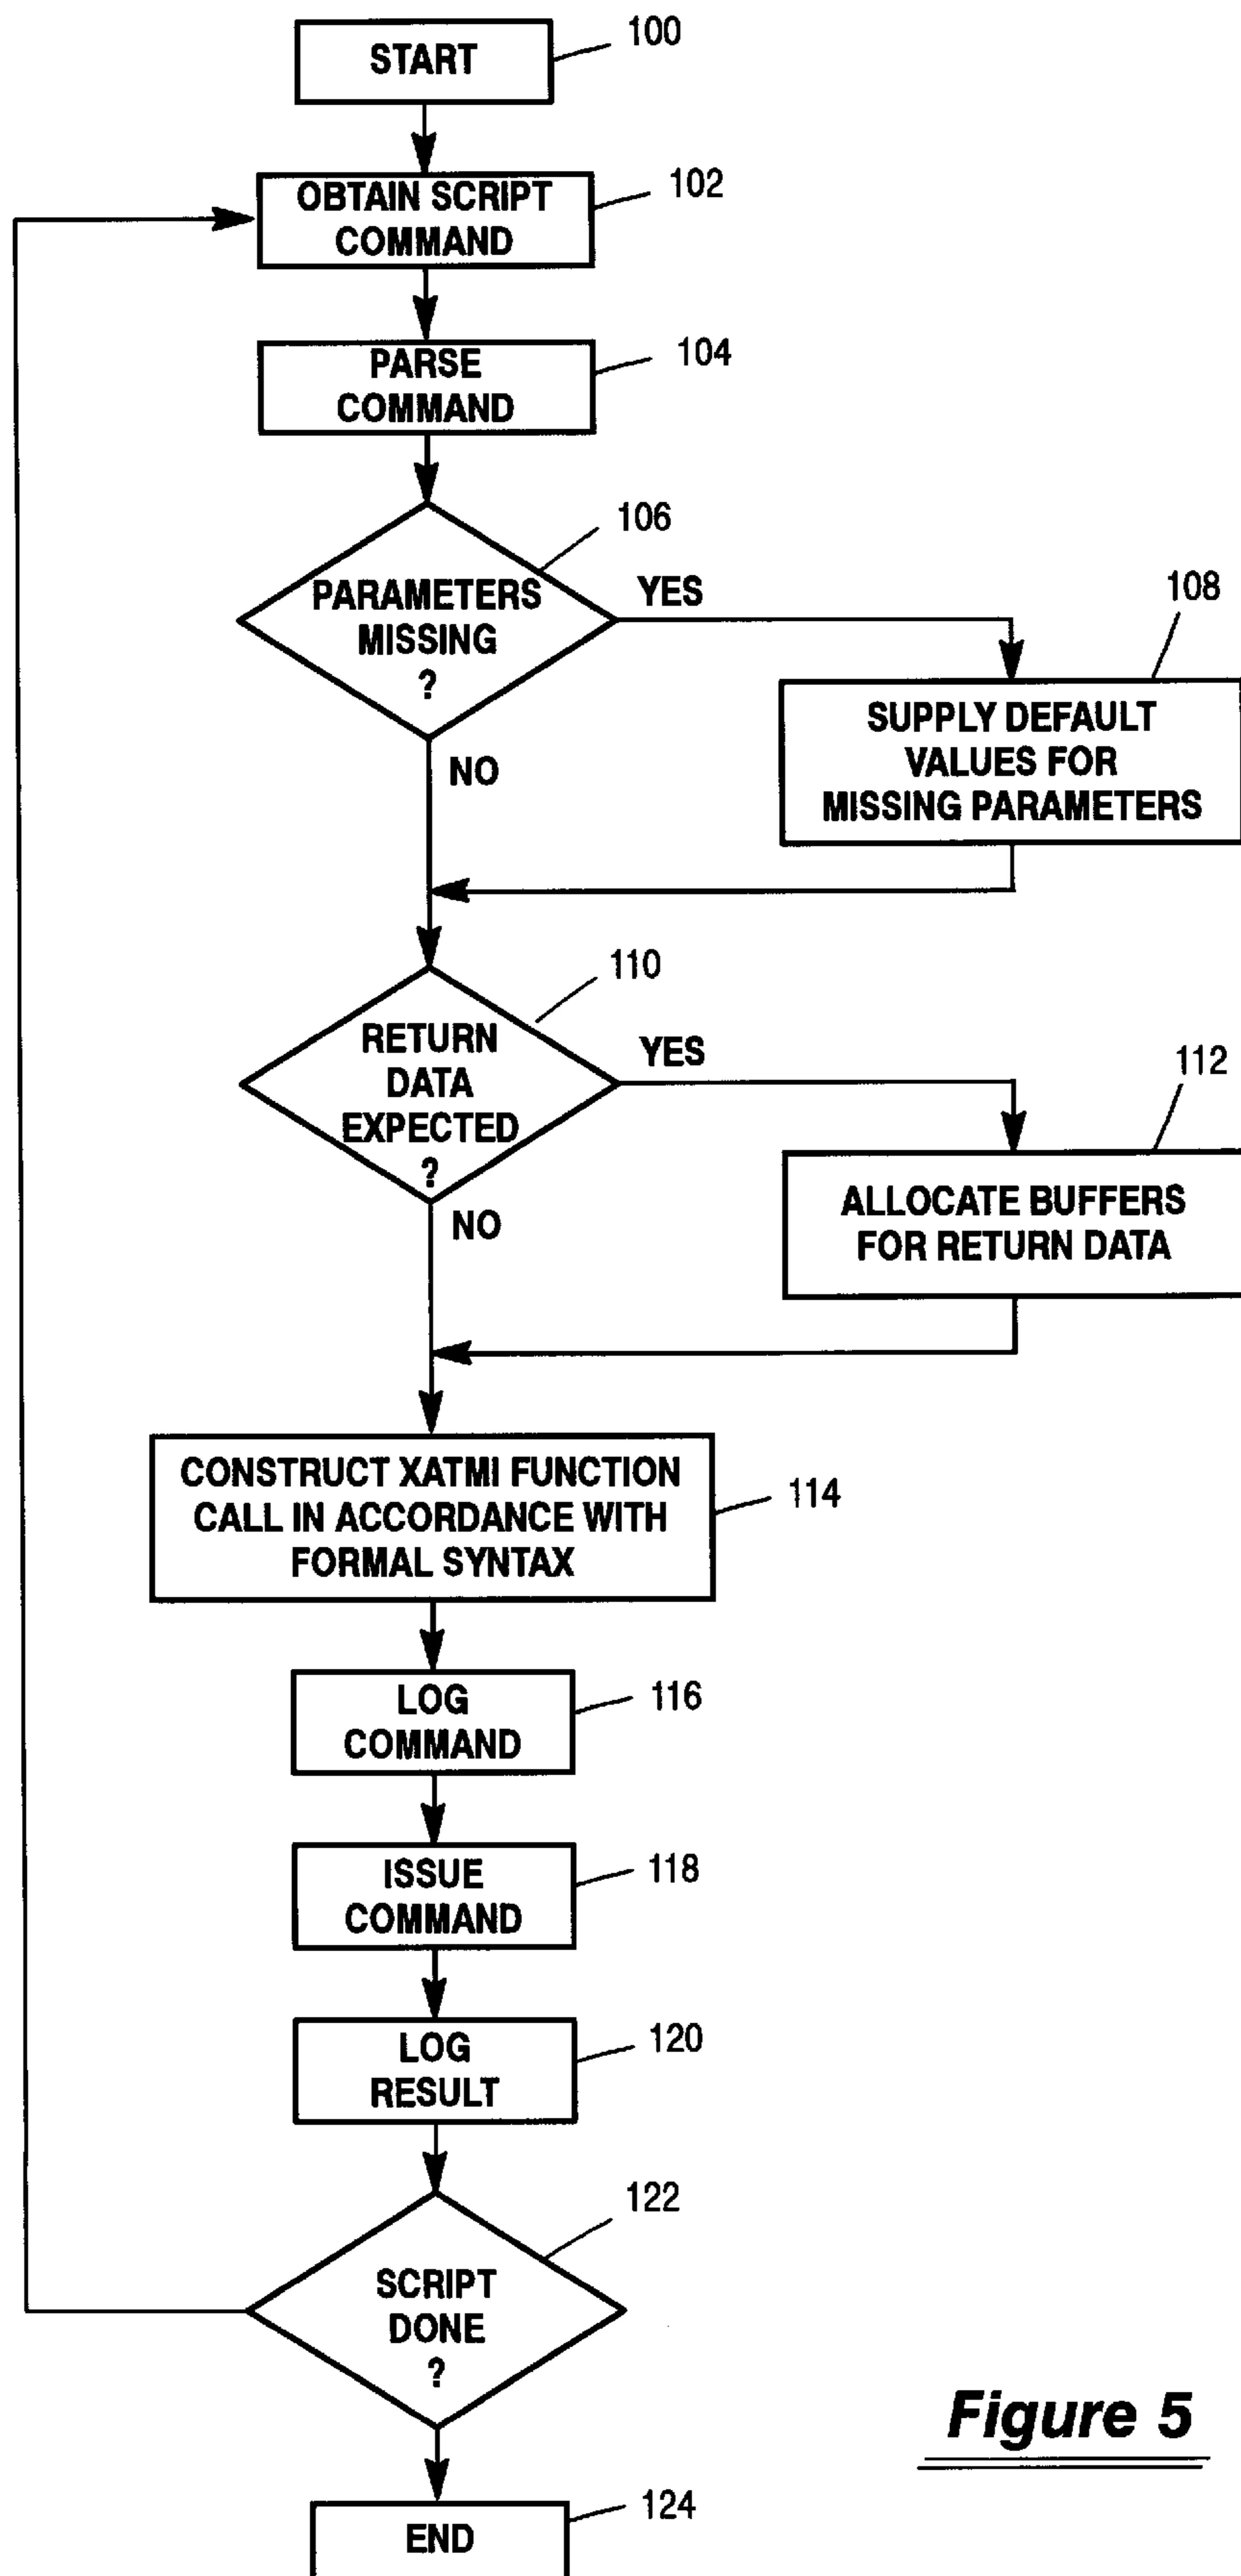 START
100
OBTAIN SCRIPT
COMMAND
102
PARSE
COMMAND
104
PARAMETERS
MISSING
?
106
YES
NO
108
SUPPLY DEFAULT
VALUES FOR
MISSING PARAMETERS
RETURN
DATA
EXPECTED
?
110
YES
NO
112
ALLOCATE BUFFERS
FOR RETURN DATA
CONSTRUCT XATMI FUNCTION
CALL IN ACCORDANCE WITH
FORMAL SYNTAX
114
LOG
COMMAND
116
ISSUE
COMMAND
118
LOG
RESULT
120
SCRIPT
DONE
?
122
END
124
Figure 5